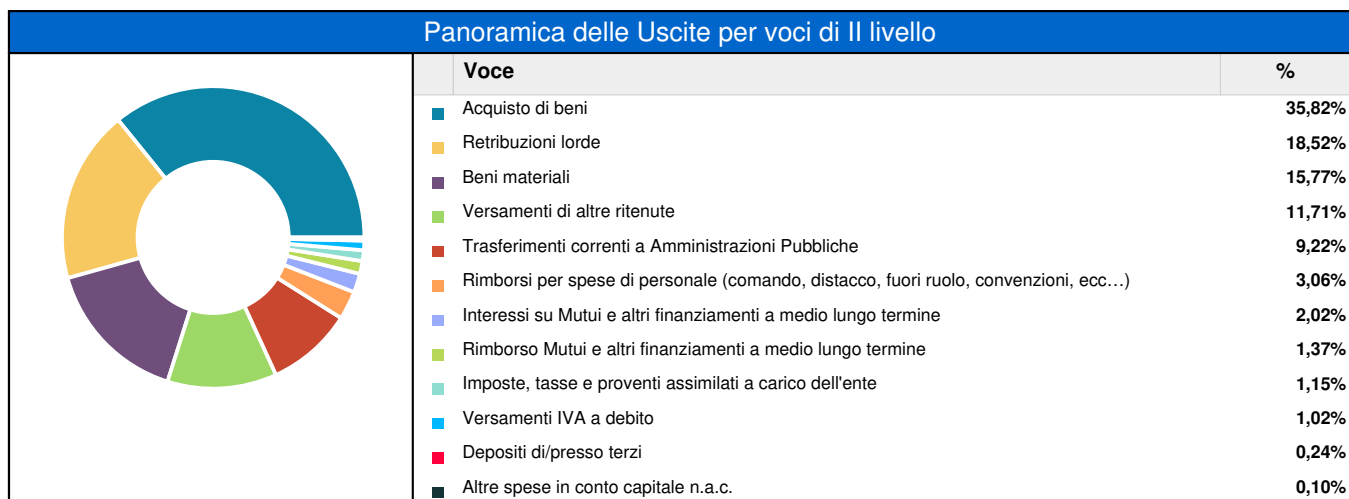 Panoramica delle Uscite per voci di II livello
Voce %
Acquisto di beni 35,82%
Retribuzioni lorde 18,52%
Beni materiali 15,77%
Versamenti di altre ritenute 11,71%
Trasferimenti correnti a Amministrazioni Pubbliche 9,22%
Rimborsi per spese di personale (comando, distacco, fuori ruolo, convenzioni, ecc…) 3,06%
Interessi su Mutui e altri finanziamenti a medio lungo termine 2,02%
Rimborso Mutui e altri finanziamenti a medio lungo termine 1,37%
Imposte, tasse e proventi assimilati a carico dell'ente 1,15%
Versamenti IVA a debito 1,02%
Depositi di/presso terzi 0,24%
Altre spese in conto capitale n.a.c. 0,10%